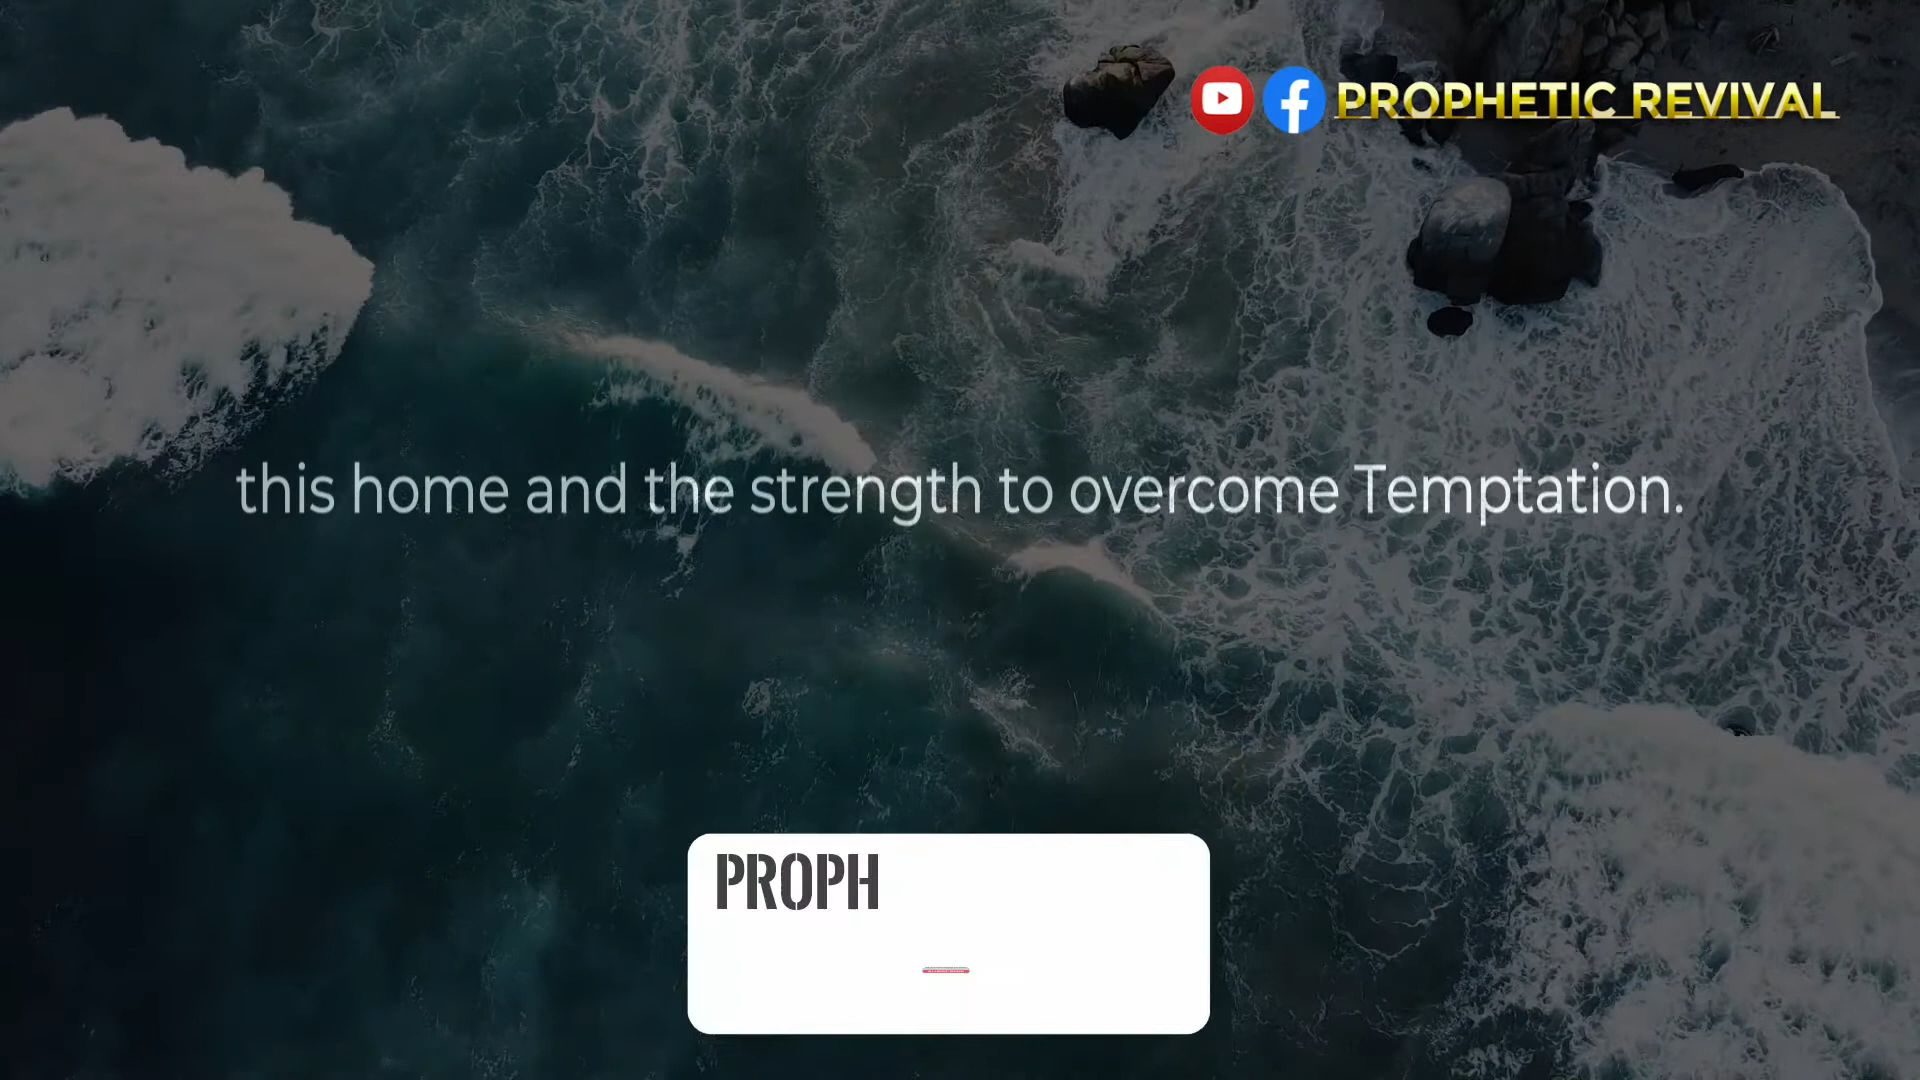 PROPHETIC REVIVAL
this home and the strength to overcome Temptation.
PROPH